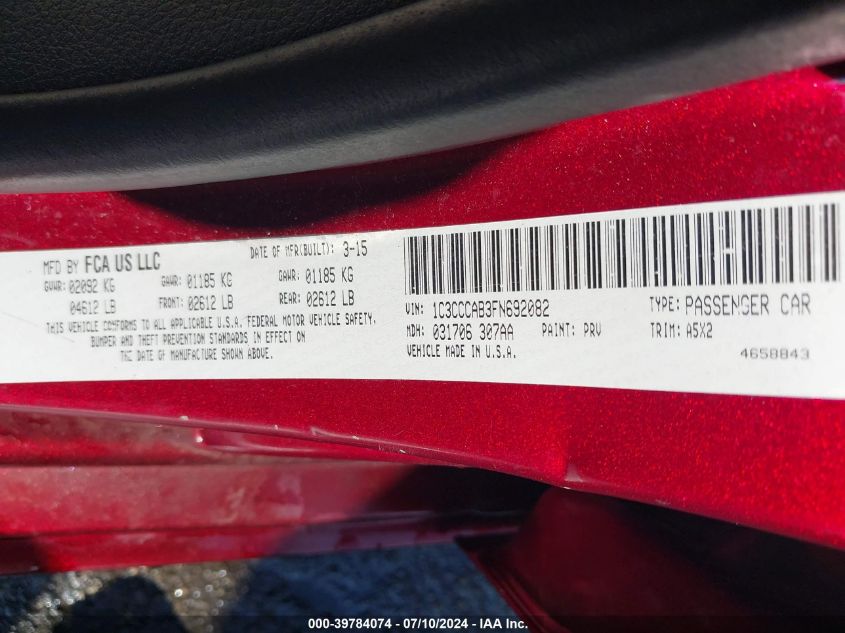 MFD BY FCA US LLC DATE OF MFR(BUILT): 3-15
GVWR: 02092 KG GAWR: 01185 KG GAWR: 01185 KG
04612 LB FRONT: 02612 LB REAR: 02612 LB
THIS VEHICLE CONFORMS TO ALL APPLICABLE U.S.A. FEDERAL MOTOR VEHICLE SAFETY,
BUMPER AND THEFT PREVENTION STANDARDS IN EFFECT ON
THE DATE OF MANUFACTURE SHOWN ABOVE.
VIN: 1C3CCCAB3FN692082 TYPE: PASSENGER CAR
MDH: 031706 307AA PAINT: PRV TRIM: A5X2
VEHICLE MADE IN U.S.A. 4658843
000-39784074 - 07/10/2024 - IAA Inc.